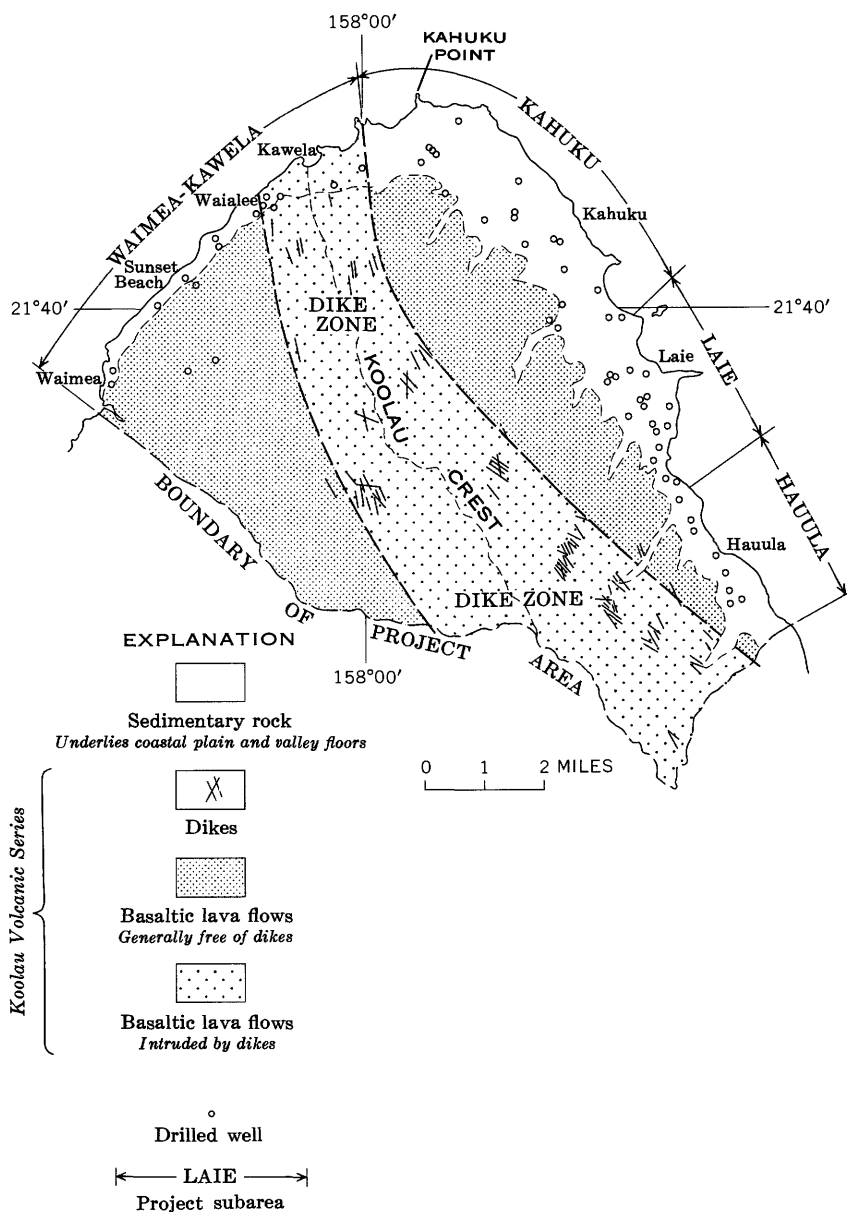 158°00′
KAHUKU
POINT
WAIMEA-KAWELA
KAHUKU
Kawela
Waialee
Kahuku
Sunset
Beach
21°40′
DIKE
ZONE
21°40′
Waimea
Laie
LAIE
KOOLAU
CREST
HAUULA
Hauula
BOUNDARY
OF
PROJECT
AREA
DIKE ZONE
158°00′
EXPLANATION
Sedimentary rock
Underlies coastal plain and valley floors
0 1 2 MILES
Koolau Volcanic Series
Dikes
Basaltic lava flows
Generally free of dikes
Basaltic lava flows
Intruded by dikes
Drilled well
LAIE
Project subarea